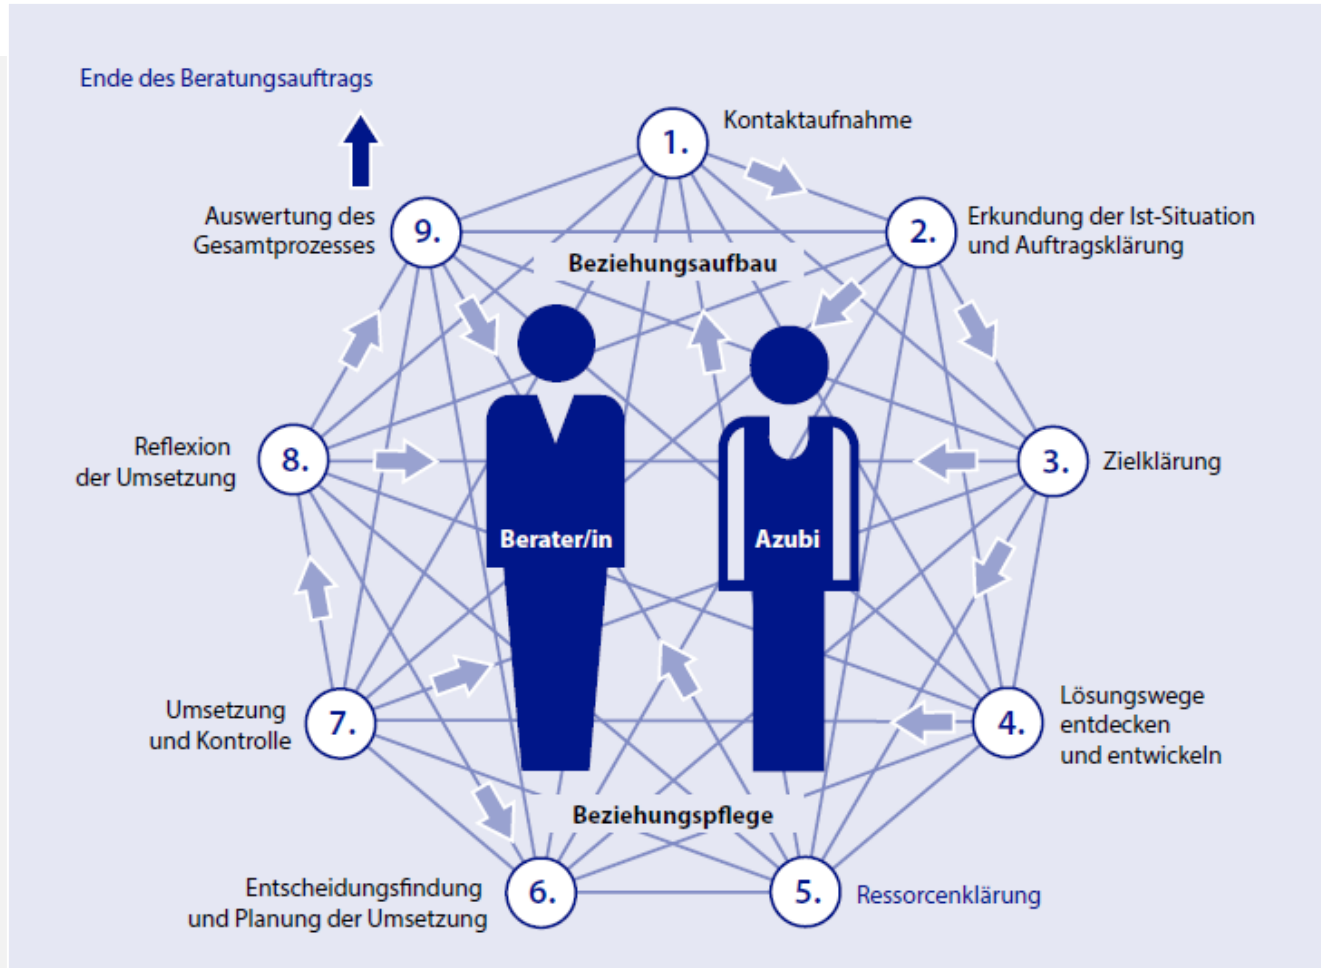 Ende des Beratungsauftrags
1.
Kontaktaufnahme
Auswertung des
Gesamtprozesses
9.
2.
Erkundung der Ist-Situation
und Auftragsklärung
Beziehungsaufbau
Reflexion
der Umsetzung
8.
3.
Zielklärung
Berater/in
Azubi
Umsetzung
und Kontrolle
7.
4.
Lösungswege
entdecken
und entwickeln
Beziehungspflege
Entscheidungsfindung
und Planung der Umsetzung
6.
5.
Ressorcenklärung